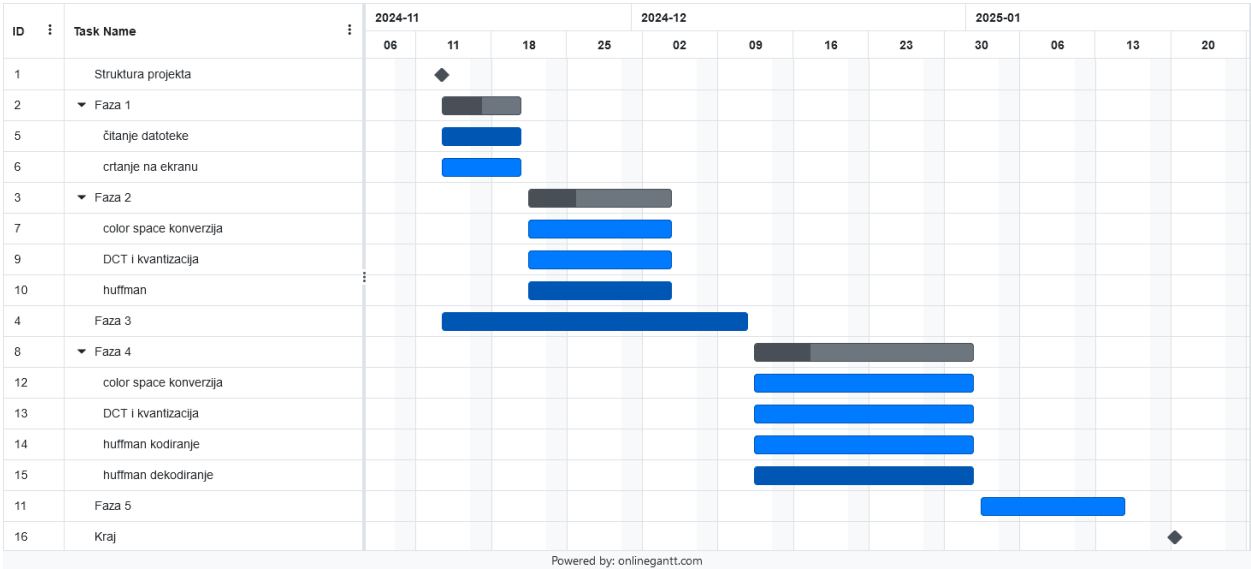 2024-11 2024-12 2025-01
ID Task Name
06 11 18 25 02 09 16 23 30 06 13 20
1 Struktura projekta
2 Faza 1
5 čitanje datoteke
6 crtanje na ekranu
3 Faza 2
7 color space konverzija
9 DCT i kvantizacija
10 huffman
4 Faza 3
8 Faza 4
12 color space konverzija
13 DCT i kvantizacija
14 huffman kodiranje
15 huffman dekodiranje
11 Faza 5
16 Kraj
Powered by: onlinegantt.com